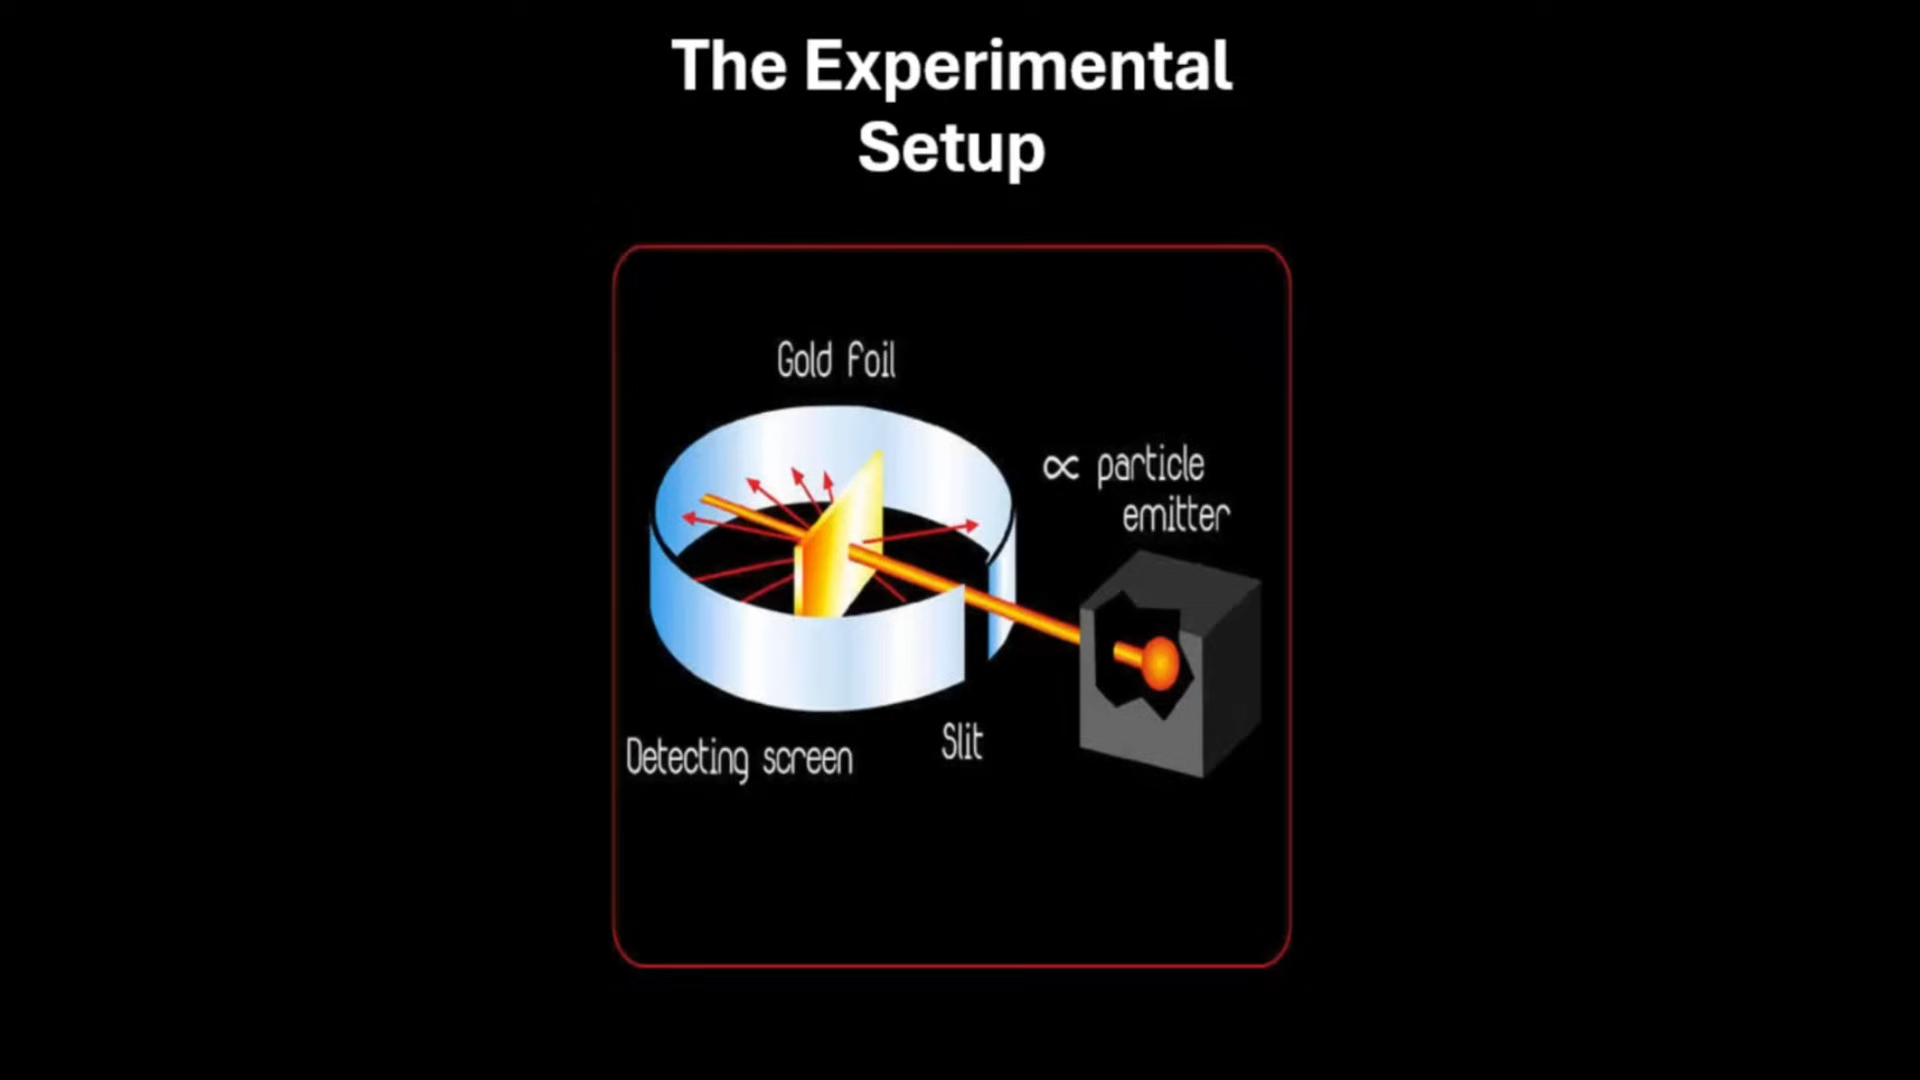 The Experimental
Setup
Gold foil
∝ particle
emitter
Slit
Detecting screen